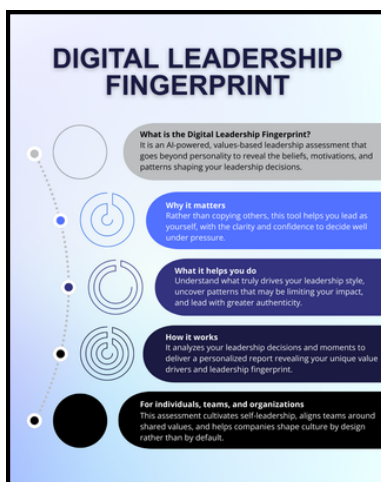 DIGITAL LEADERSHIP
FINGERPRINT
What is the Digital Leadership Fingerprint?
It is an AI-powered, values-based leadership assessment that
goes beyond personality to reveal the beliefs, motivations, and
patterns shaping your leadership decisions.
Why it matters
Rather than copying others, this tool helps you lead as
yourself, with the clarity and confidence to decide well
under pressure.
What it helps you do
Understand what truly drives your leadership style,
uncover patterns that may be limiting your impact,
and lead with greater authenticity.
How it works
It analyzes your leadership decisions and moments to
deliver a personalized report revealing your unique value
drivers and leadership fingerprint.
For individuals, teams, and organizations
This assessment cultivates self-leadership, aligns teams around
shared values, and helps companies shape culture by design
rather than by default.